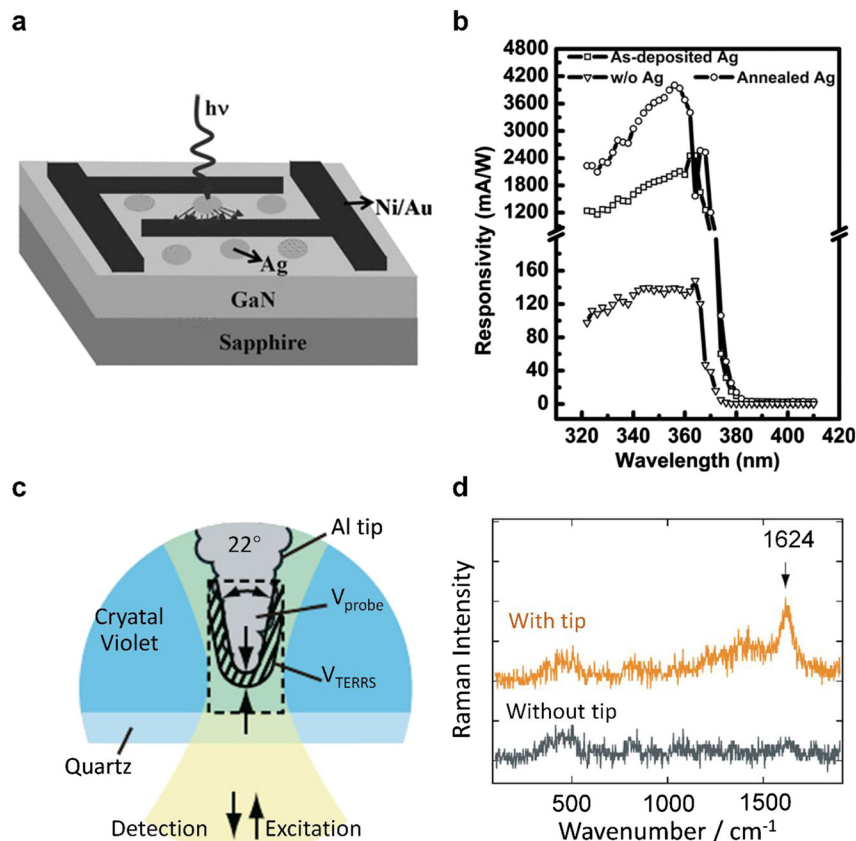 a
hν
Ni/Au
Ag
GaN
Sapphire
b
As-deposited Ag
w/o Ag
Annealed Ag
4800
4200
3600
3000
2400
1800
1200
160
120
80
40
0
Responsivity (mA/W)
320 340 360 380 400 420
Wavelength (nm)
c
Al tip
22°
Cryatal
Violet
Vprobe
VTERRS
Quartz
Detection
Excitation
d
1624
With tip
Without tip
Raman Intensity
500 1000 1500
Wavenumber / cm-1